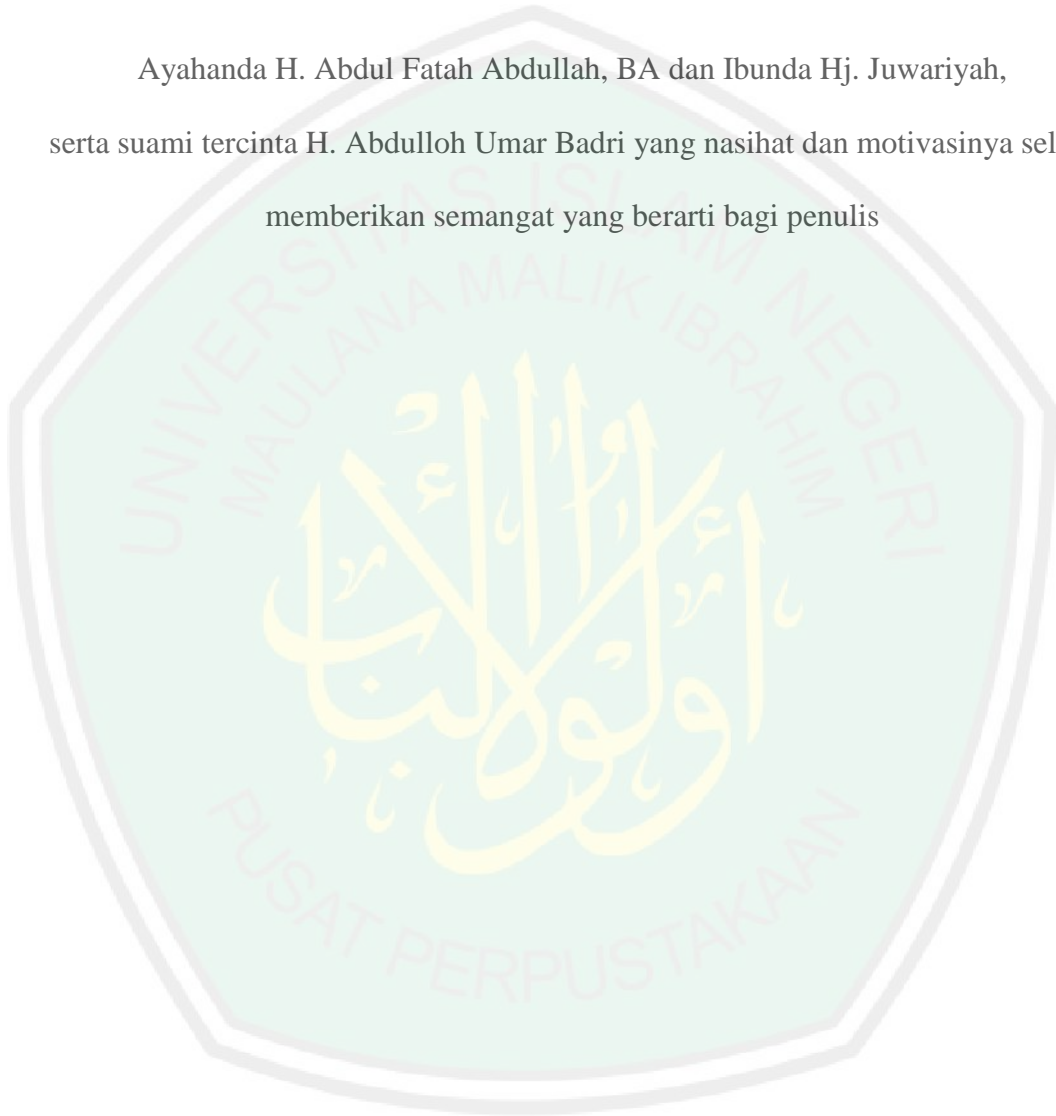 Ayahanda H. Abdul Fatah Abdullah, BA dan Ibunda Hj. Juwariyah,
serta suami tercinta H. Abdulloh Umar Badri yang nasihat dan motivasinya sel
memberikan semangat yang berarti bagi penulis
UNIVERSITAS ISLAM NEGERI
MAULANA MALIK IBRAHIM
PUSAT PERPUSTAKAAN